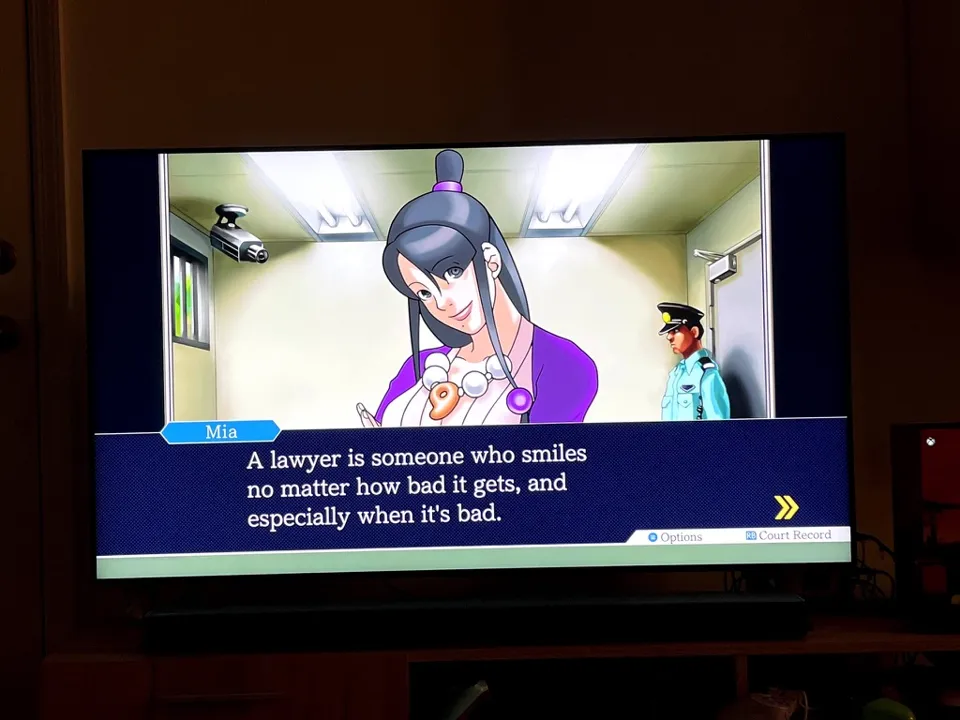 Mia
A lawyer is someone who smiles
no matter how bad it gets, and
especially when it's bad.
Options
RB Court Record